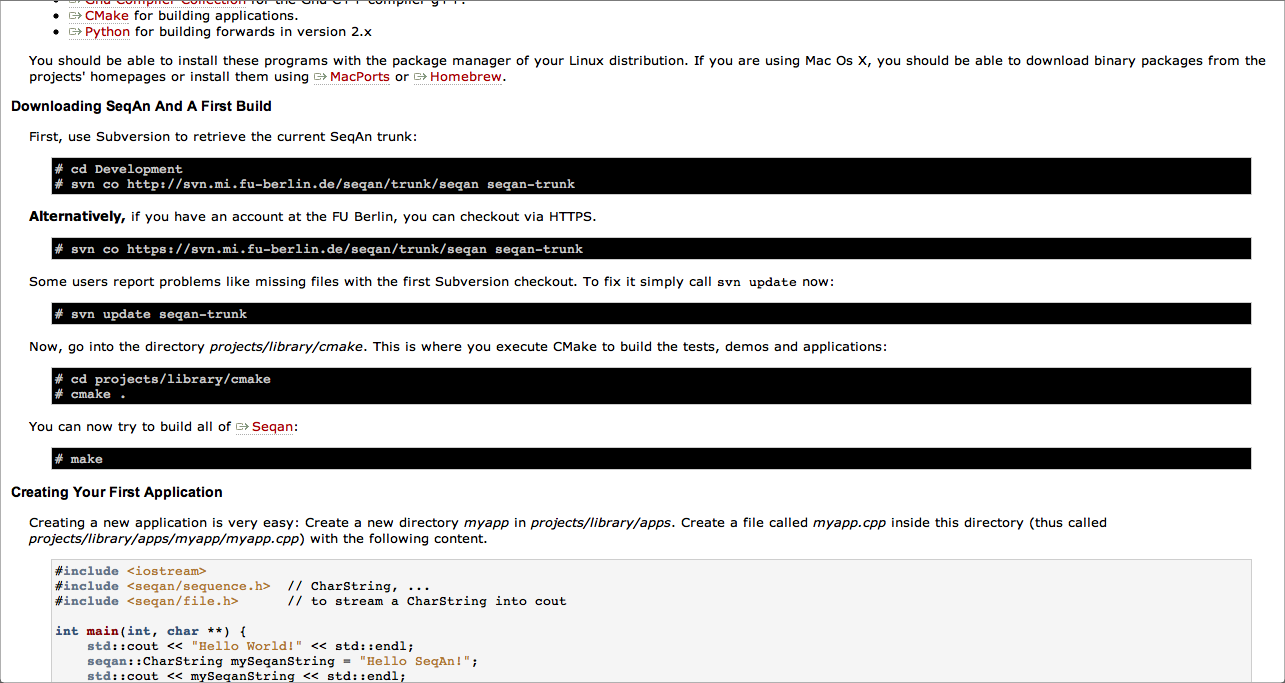 Gnu Compiler Collection for the Gnu C++ compiler g++.
CMake for building applications.
Python for building forwards in version 2.x
You should be able to install these programs with the package manager of your Linux distribution. If you are using Mac Os X, you should be able to download binary packages from the
projects' homepages or install them using MacPorts or Homebrew.
Downloading SeqAn And A First Build
First, use Subversion to retrieve the current SeqAn trunk:
# cd Development
# svn co http://svn.mi.fu-berlin.de/seqan/trunk/seqan seqan-trunk
Alternatively, if you have an account at the FU Berlin, you can checkout via HTTPS.
# svn co https://svn.mi.fu-berlin.de/seqan/trunk/seqan seqan-trunk
Some users report problems like missing files with the first Subversion checkout. To fix it simply call svn update now:
# svn update seqan-trunk
Now, go into the directory projects/library/cmake. This is where you execute CMake to build the tests, demos and applications:
# cd projects/library/cmake
# cmake .
You can now try to build all of Seqan:
# make
Creating Your First Application
Creating a new application is very easy: Create a new directory myapp in projects/library/apps. Create a file called myapp.cpp inside this directory (thus called
projects/library/apps/myapp/myapp.cpp) with the following content.
#include <iostream>
#include <seqan/sequence.h>  // CharString, ...
#include <seqan/file.h>      // to stream a CharString into cout
int main(int, char **) {
    std::cout << "Hello World!" << std::endl;
    seqan::CharString mySeqanString = "Hello SeqAn!";
    std::cout << mySeqanString << std::endl;